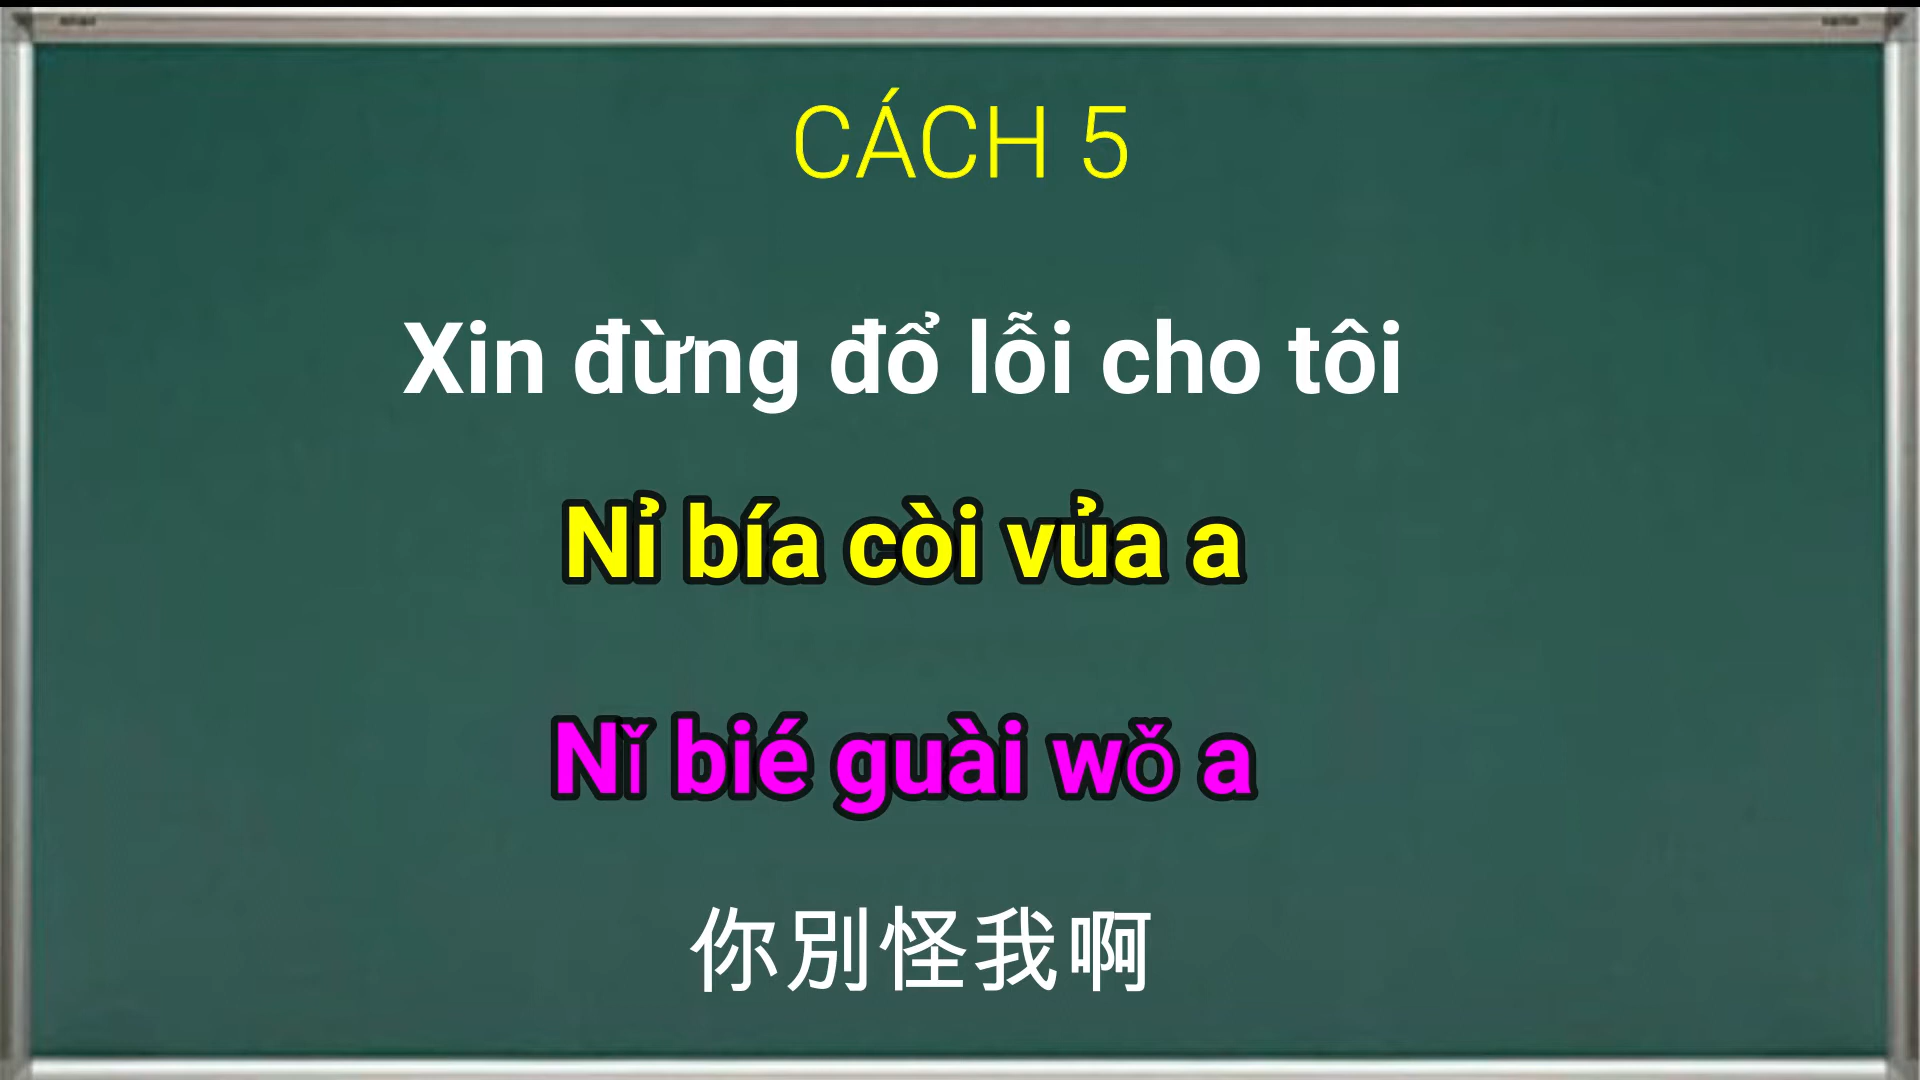 CÁCH 5
Xin đừng đổ lỗi cho tôi
Nỉ bía còi vủa a
Nǐ bié guài wǒ a
你別怪我啊